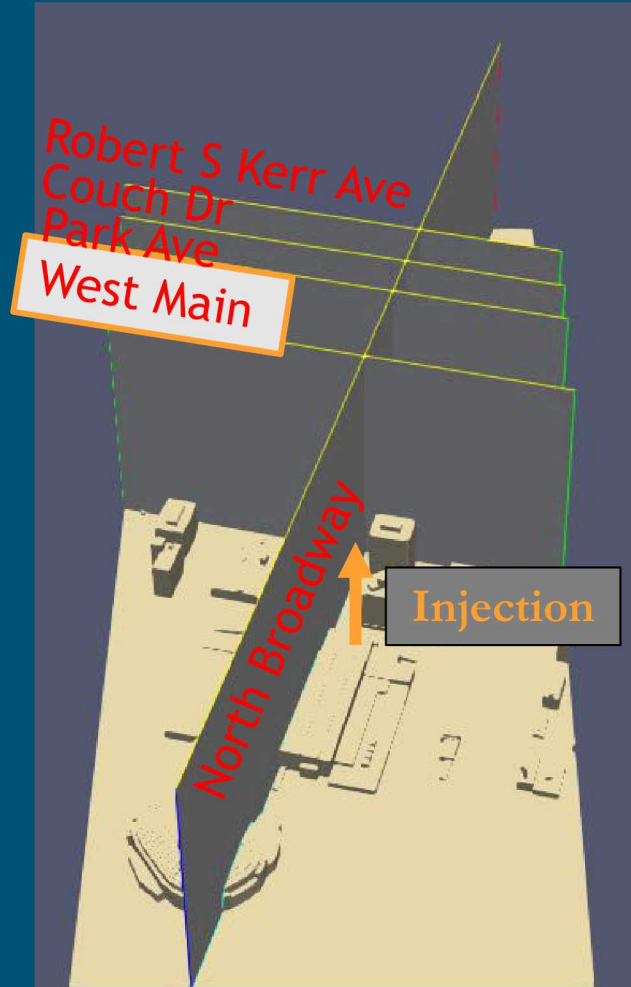 Robert S Kerr Ave
Couch Dr
Park Ave
West Main
North Broadway
Injection